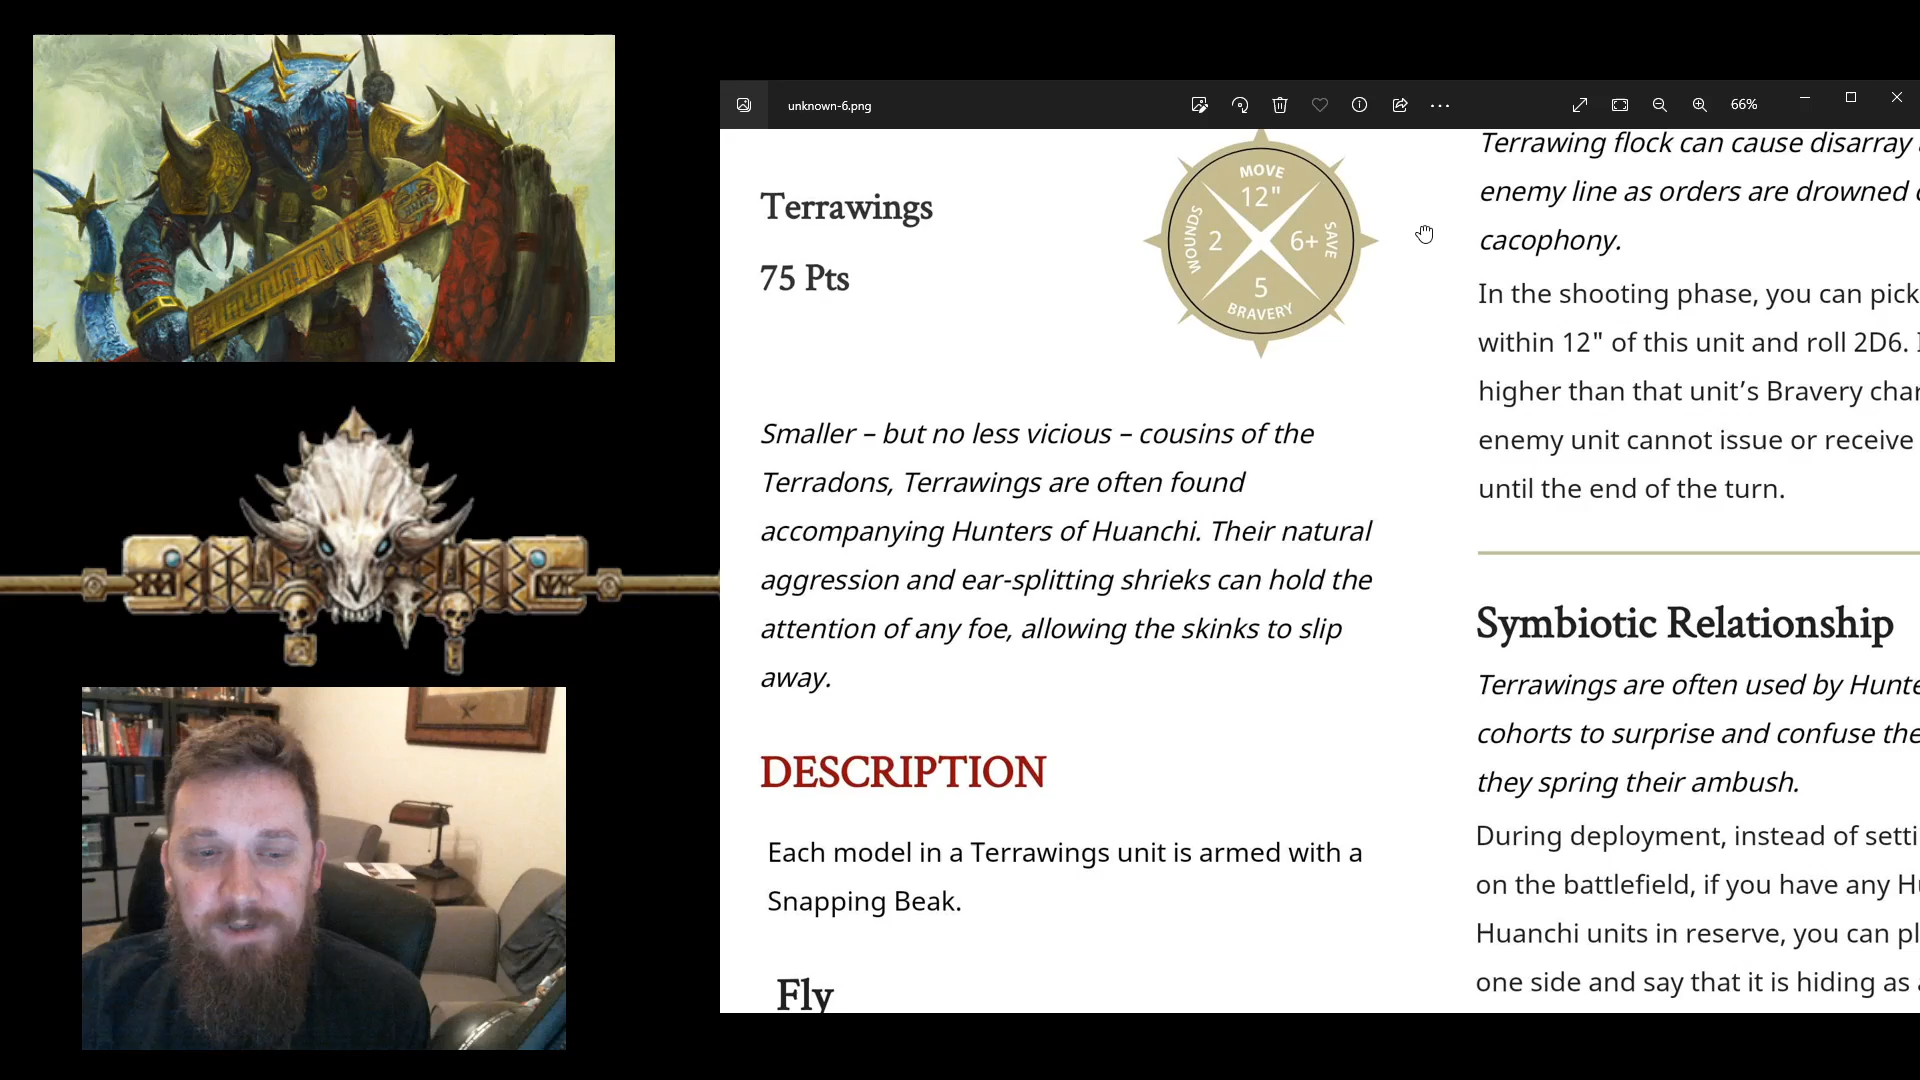 unknown-6.png
66%
Terrawings
75 Pts
MOVE
12"
WOUNDS
2
6+
SAVE
5
BRAVERY
Smaller – but no less vicious – cousins of the
Terradons, Terrawings are often found
accompanying Hunters of Huanchi. Their natural
aggression and ear-splitting shrieks can hold the
attention of any foe, allowing the skinks to slip
away.
DESCRIPTION
Each model in a Terrawings unit is armed with a
Snapping Beak.
Fly
Terrawing flock can cause disarray
enemy line as orders are drowned
cacophony.
In the shooting phase, you can pick
within 12" of this unit and roll 2D6.
higher than that unit's Bravery
enemy unit cannot issue or receive
until the end of the turn.
Symbiotic Relationship
Terrawings are often used by
cohorts to surprise and confuse
they spring their ambush.
During deployment, instead of
on the battlefield, if you have any
Huanchi units in reserve, you can
one side and say that it is hiding as